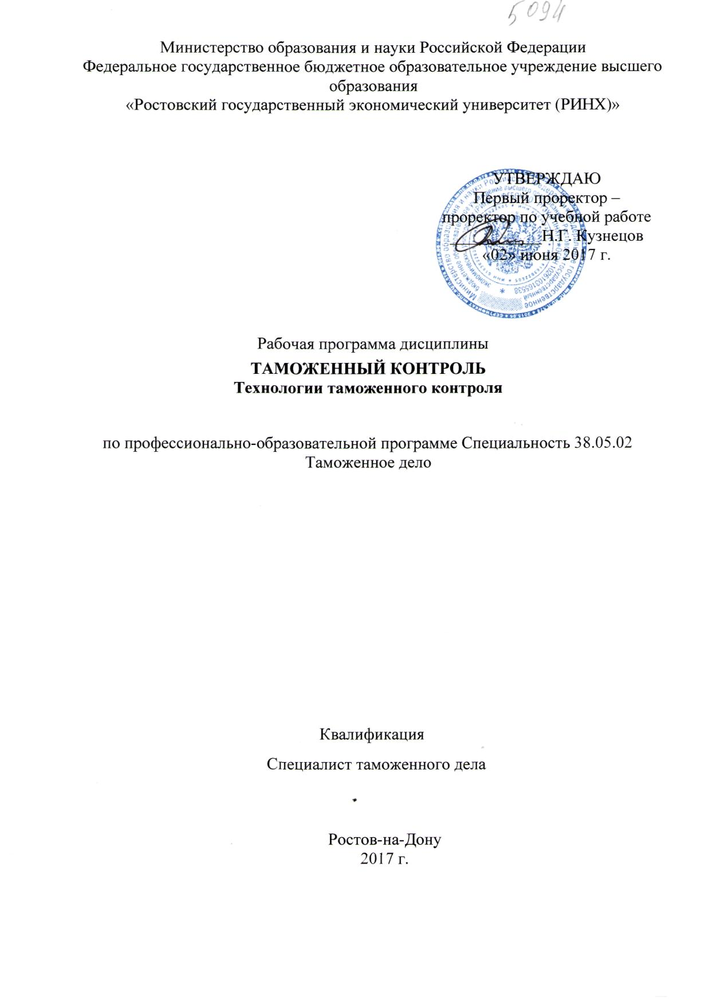 5094
Министерство образования и науки Российской Федерации
Федеральное государственное бюджетное образовательное учреждение высшего
образования
«Ростовский государственный экономический университет (РИНХ)»
УТВЕРЖДАЮ
Первый проректор –
проректор по учебной работе
Н.Г. Кузнецов
«02» июня 2017 г.
Рабочая программа дисциплины
ТАМОЖЕННЫЙ КОНТРОЛЬ
Технологии таможенного контроля
по профессионально-образовательной программе Специальность 38.05.02
Таможенное дело
Квалификация
Специалист таможенного дела
Ростов-на-Дону
2017 г.